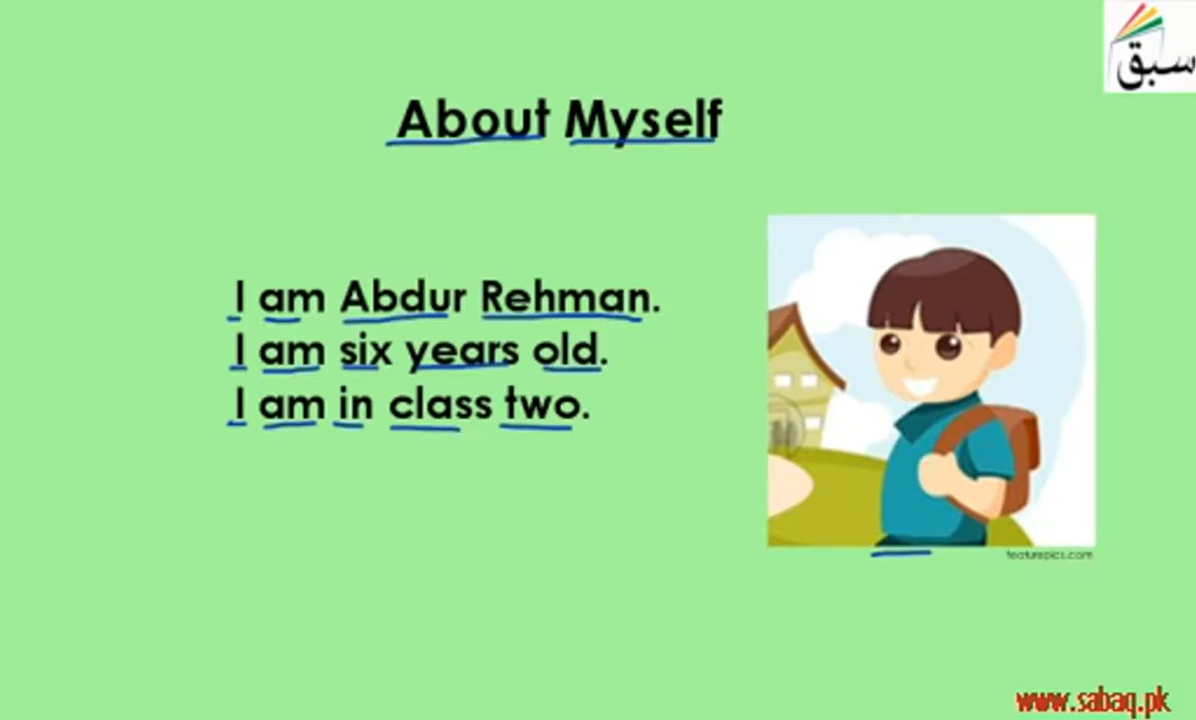 سبق
About Myself
I am Abdur Rehman.
I am six years old.
I am in class two.
featurepics.com
www.sabaq.pk